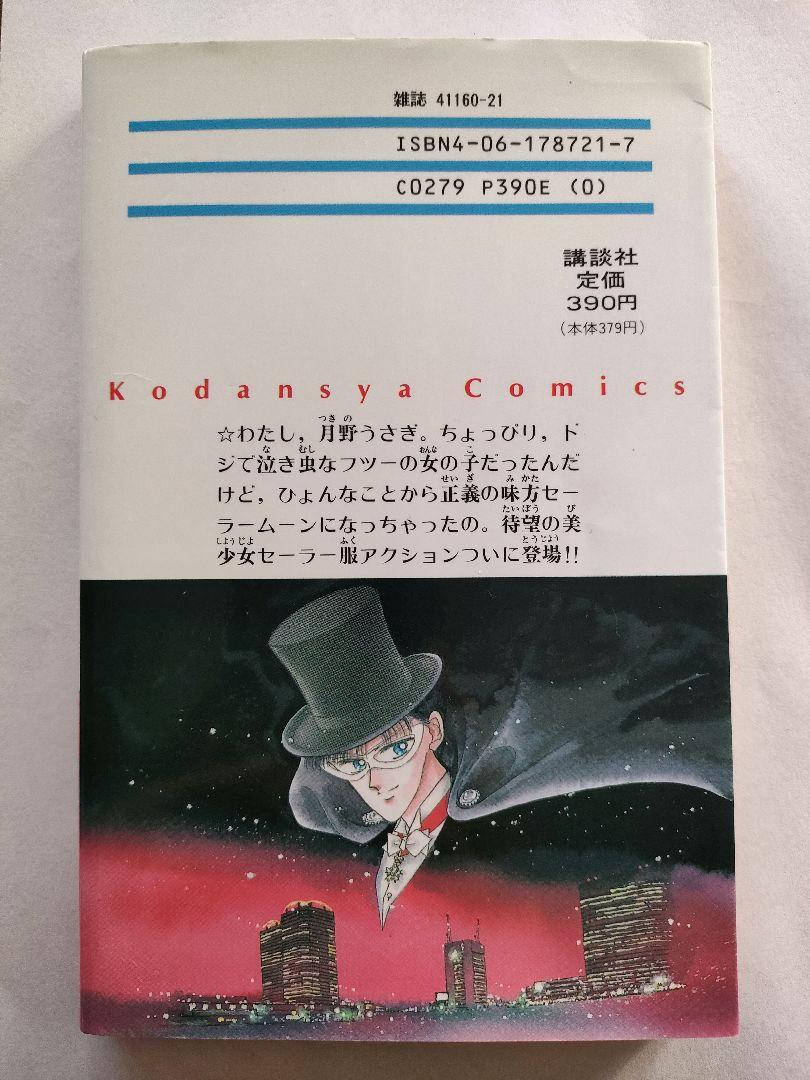 雑誌 41160-21
ISBN4-06-178721-7
C0279 P390E (0)
講談社
定価
390円
(本体379円)
Kodansya Comics
☆わたし，月野うさぎ。ちょっぴり，ド
ジで泣き虫なフツーの女の子だったんだ
けど，ひょんなことから正義の味方セー
ラームーンになっちゃったの。待望の美
少女セーラー服アクションついに登場!!